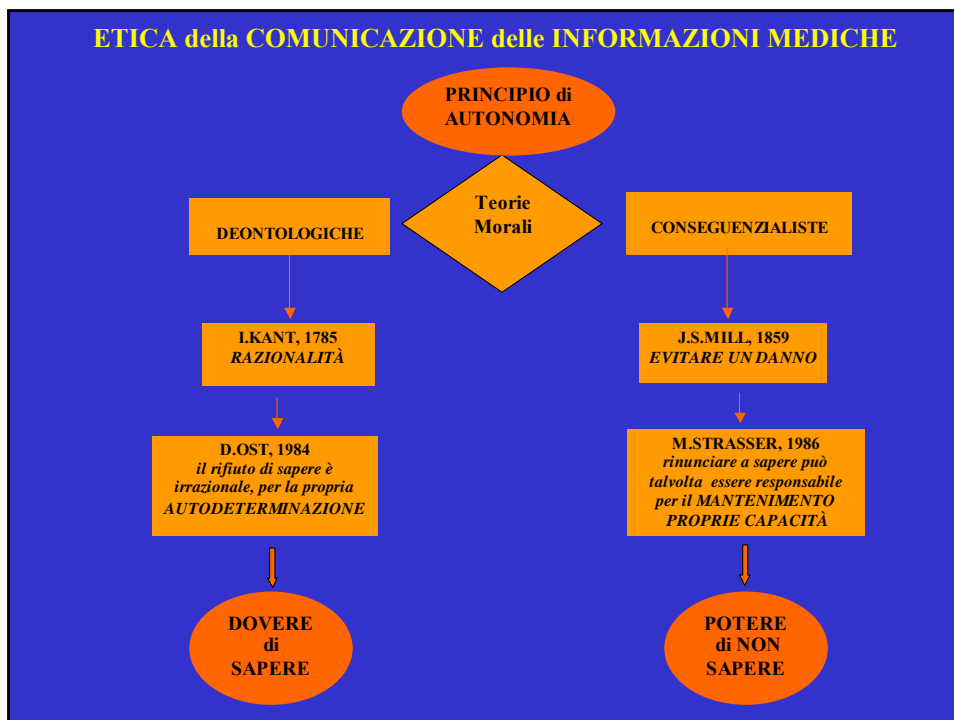 ETICA della COMUNICAZIONE delle INFORMAZIONI MEDICHE
PRINCIPIO di
AUTONOMIA
Teorie
Morali
DEONTOLOGICHE
I.KANT, 1785
RAZIONALITÀ
D.OST, 1984
il rifiuto di sapere è
irrazionale, per la propria
AUTODETERMINAZIONE
DOVERE
di
SAPERE
CONSEGUENZIALISTE
J.S.MILL, 1859
EVITARE UN DANNO
M.STRASSER, 1986
rinunciare a sapere può
talvolta essere responsabile
per il MANTENIMENTO
PROPRIE CAPACITÀ
POTERE
di NON
SAPERE